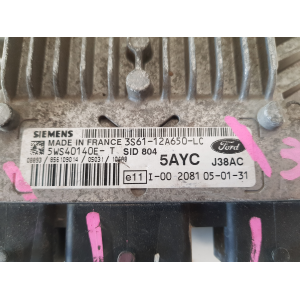 SIEMENS
MADE IN FRANCE 3S61-12A650-LC
5WS40140E- T SID 804
Ford
5AYC J38AC
e11 I-00 2081 05-01-31